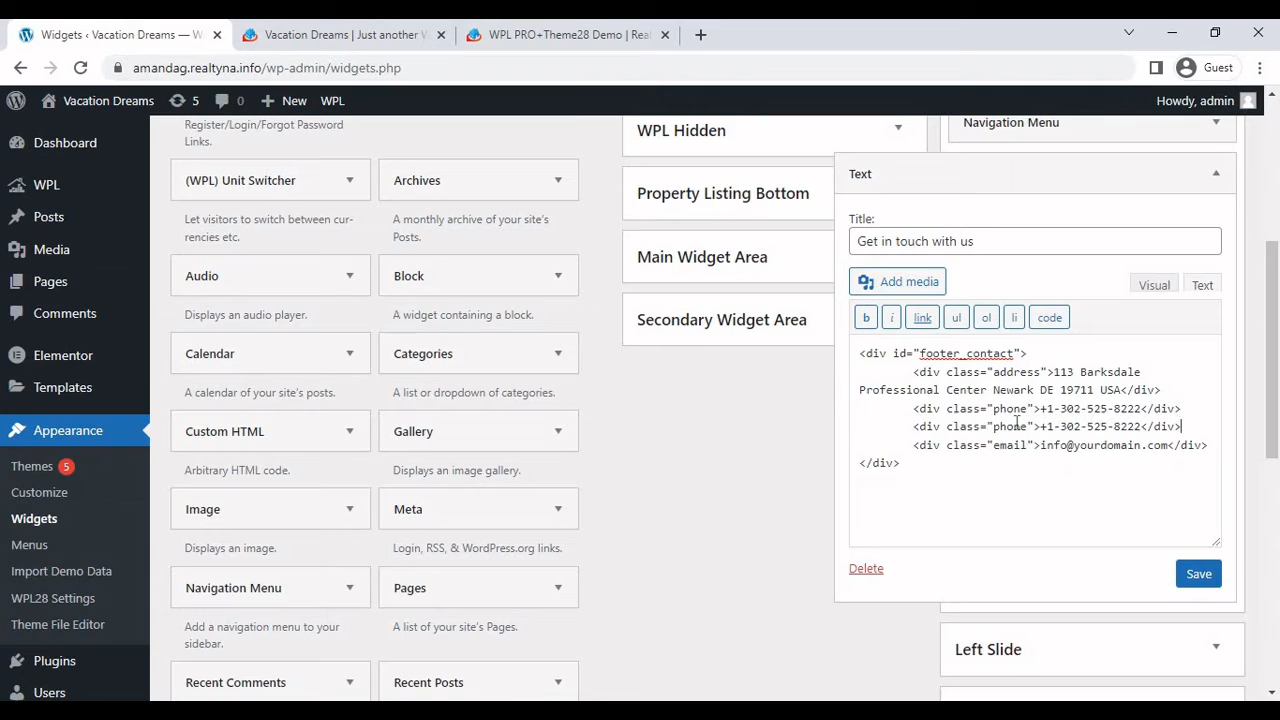 Widgets ‹ Vacation Dreams — W
Vacation Dreams | Just another W
WPL PRO+Theme28 Demo | Real
amandag.realtyna.info/wp-admin/widgets.php
Guest
Vacation Dreams
5
0
New
WPL
Howdy, admin
Dashboard
WPL
Posts
Media
Pages
Comments
Elementor
Templates
Appearance
Themes 5
Customize
Widgets
Menus
Import Demo Data
WPL28 Settings
Theme File Editor
Plugins
Users
Register/Login/Forgot Password
Links.
(WPL) Unit Switcher
Let visitors to switch between cur-
rencies etc.
Audio
Displays an audio player.
Calendar
A calendar of your site's posts.
Custom HTML
Arbitrary HTML code.
Image
Displays an image.
Navigation Menu
Add a navigation menu to your
sidebar.
Recent Comments
Archives
A monthly archive of your site's
Posts.
Block
A widget containing a block.
Categories
A list or dropdown of categories.
Gallery
Displays an image gallery.
Meta
Login, RSS, & WordPress.org links.
Pages
A list of your site's Pages.
Recent Posts
WPL Hidden
Property Listing Bottom
Main Widget Area
Secondary Widget Area
Navigation Menu
Text
Title:
Get in touch with us
Add media
Visual
Text
b
i
link
ul
ol
li
code
<div id="footer_contact">
<div class="address">113 Barksdale
Professional Center Newark DE 19711 USA</div>
<div class="phone">+1-302-525-8222</div>
<div class="phone">+1-302-525-8222</div>
<div class="email">info@yourdomain.com</div>
</div>
Delete
Save
Left Slide